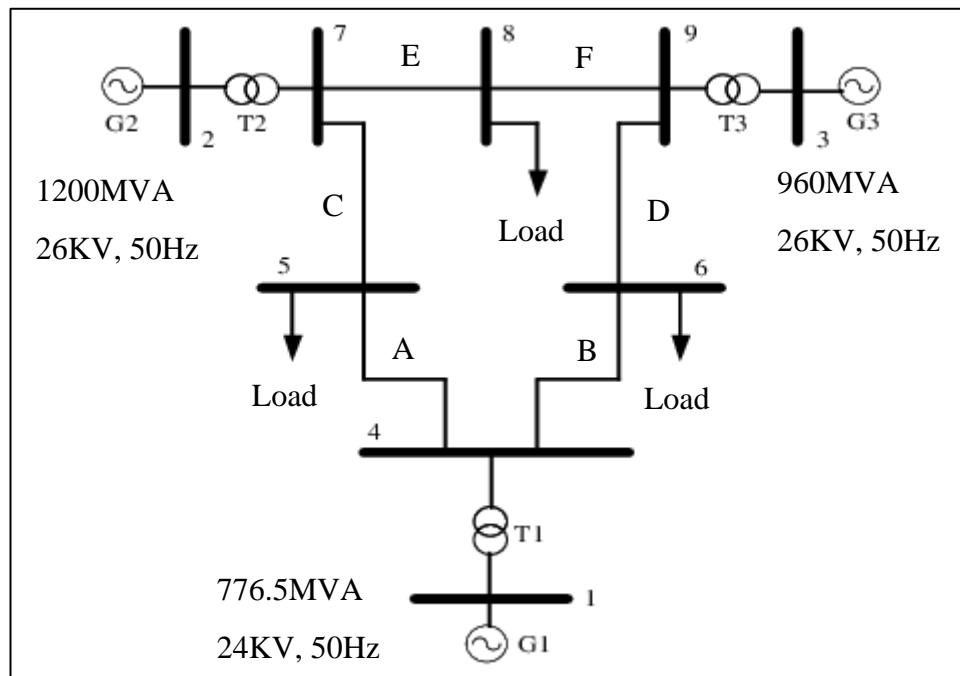 7
8
9
E
F
G2
T2
T3
G3
2
3
1200MVA
26KV, 50Hz
960MVA
26KV, 50Hz
C
Load
D
5
6
A
B
Load
Load
4
T1
776.5MVA
24KV, 50Hz
1
G1